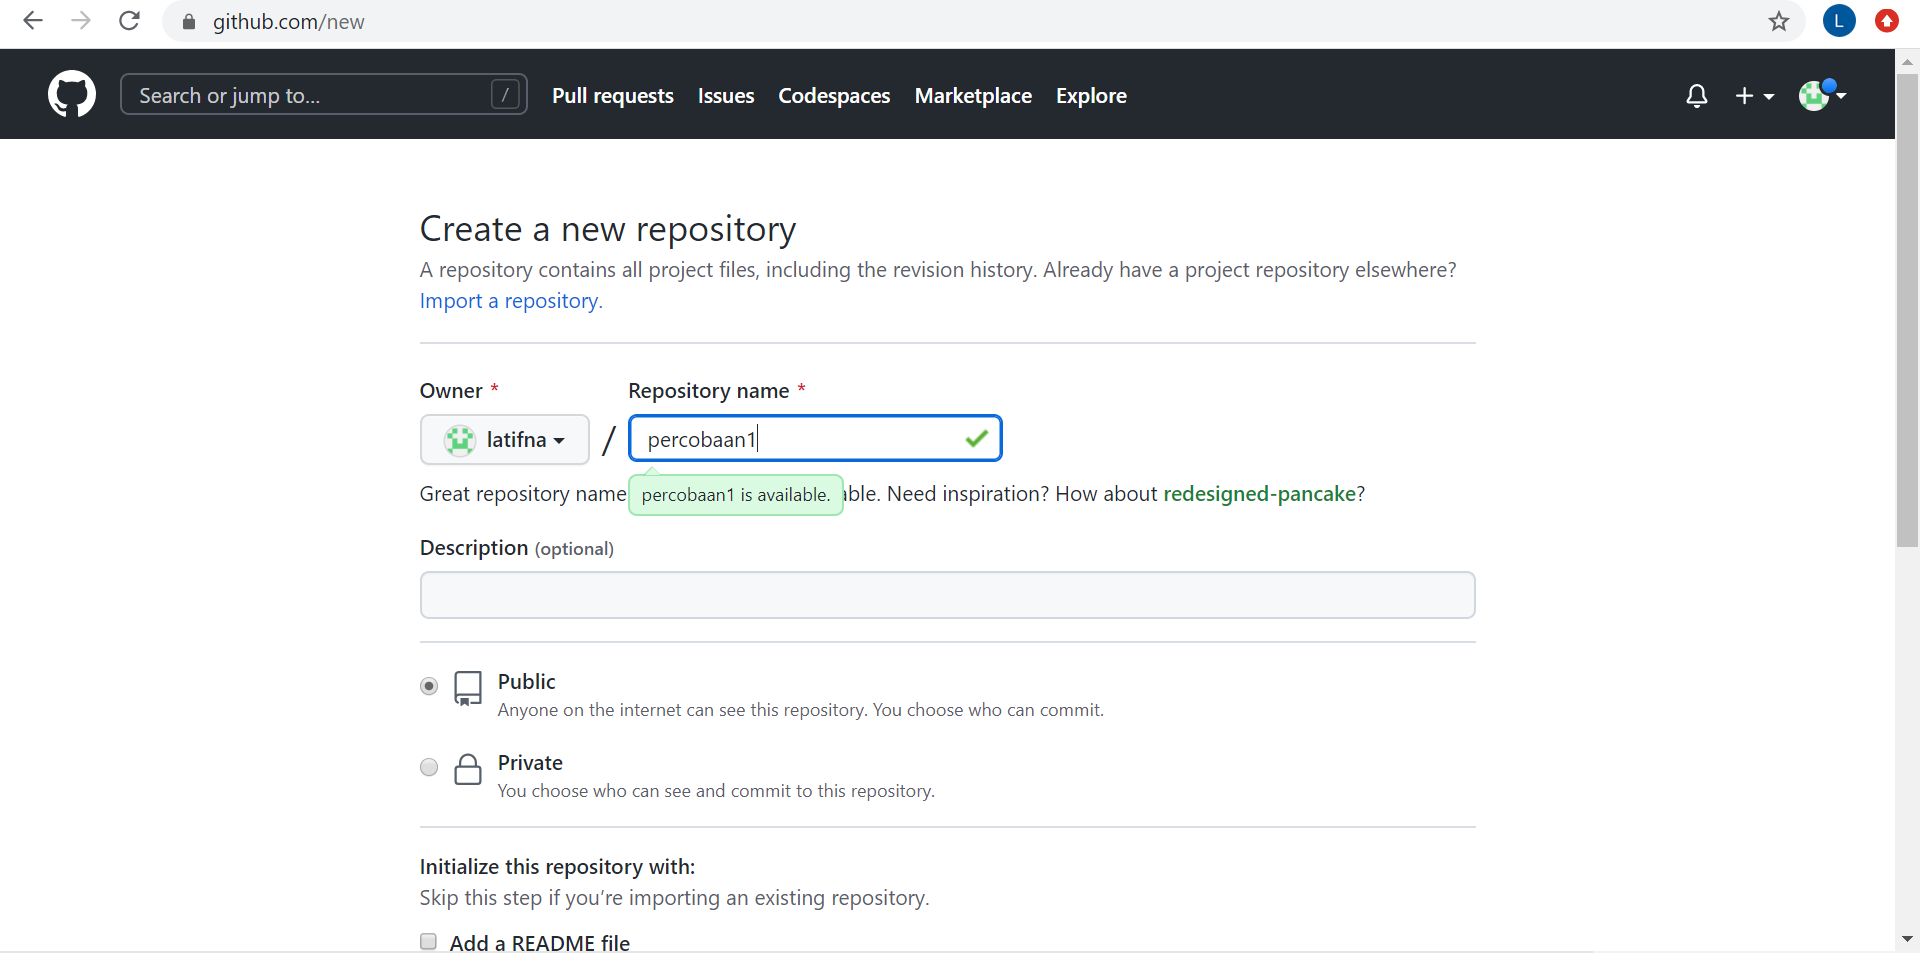 github.com/new
L
Search or jump to...
/
Pull requests
Issues
Codespaces
Marketplace
Explore
Create a new repository
A repository contains all project files, including the revision history. Already have a project repository elsewhere?
Import a repository.
Owner *
Repository name *
latifna
/
percobaan1
Great repository name
percobaan1 is available.
able. Need inspiration? How about redesigned-pancake?
Description (optional)
Public
Anyone on the internet can see this repository. You choose who can commit.
Private
You choose who can see and commit to this repository.
Initialize this repository with:
Skip this step if you’re importing an existing repository.
Add a README file